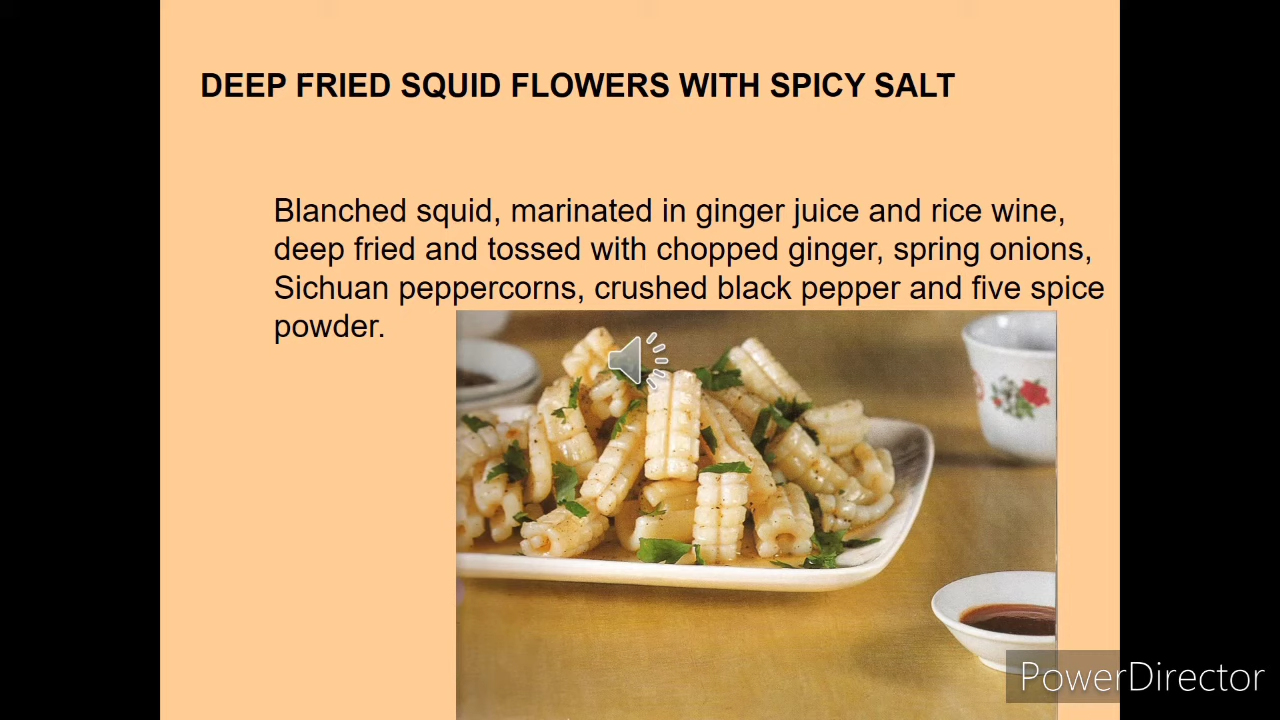 DEEP FRIED SQUID FLOWERS WITH SPICY SALT
Blanched squid, marinated in ginger juice and rice wine,
deep fried and tossed with chopped ginger, spring onions,
Sichuan peppercorns, crushed black pepper and five spice
powder.
PowerDirector